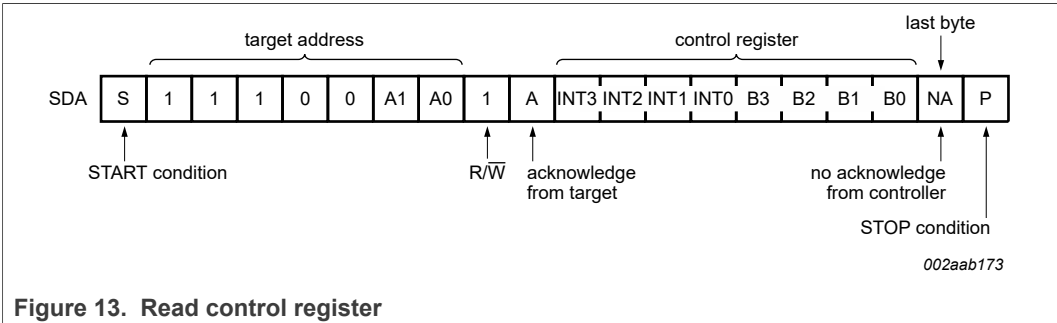 last byte
target address
control register
SDA S 1 1 1 0 0 A1 A0 1 A INT3 INT2 INT1 INT0 B3 B2 B1 B0 NA P
START condition
R/W̅
acknowledge
from target
no acknowledge
from controller
STOP condition
002aab173
Figure 13. Read control register